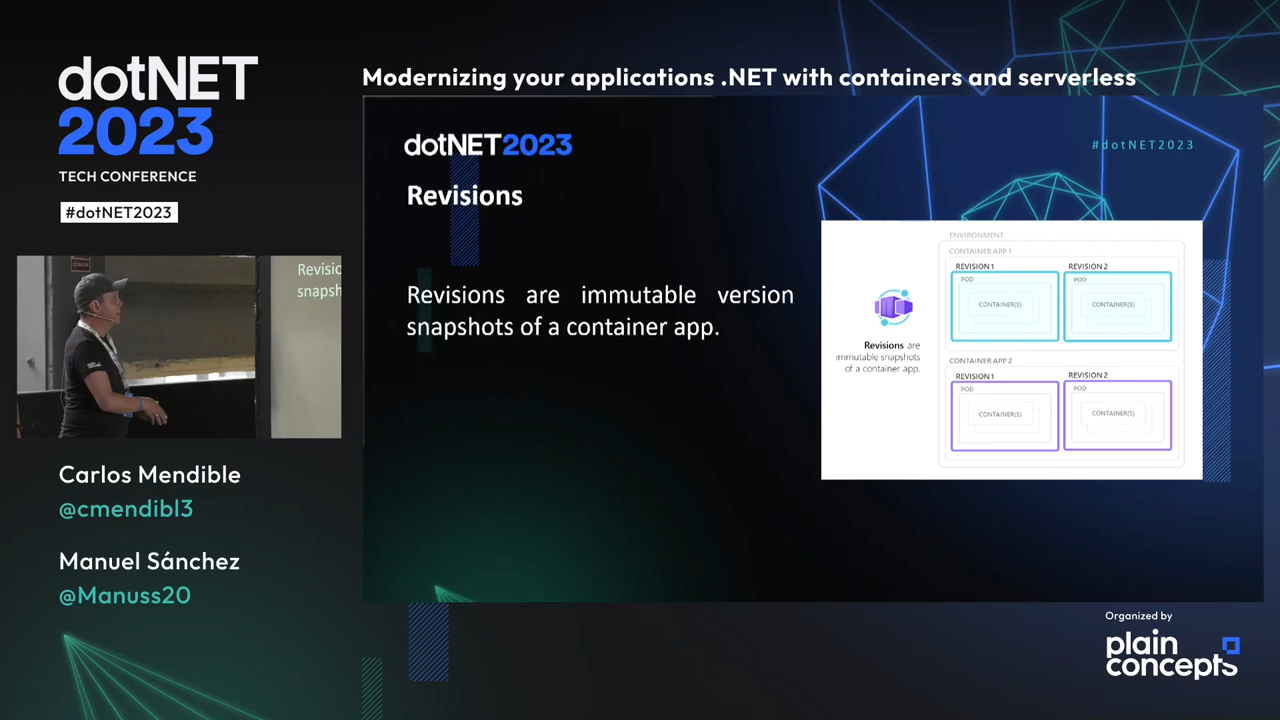 dotNET
2023
TECH CONFERENCE
#dotNET2023
Modernizing your applications .NET with containers and serverless
dotNET2023
#dotNET2023
Revisions
Revisions are immutable version
snapshots of a container app.
Revisions are
immutable snapshots
of a container app.
ENVIRONMENT
CONTAINER APP 1
REVISION 1
POD
CONTAINER(S)
REVISION 2
POD
CONTAINER(S)
CONTAINER APP 2
REVISION 1
POD
CONTAINER(S)
REVISION 2
POD
CONTAINER(S)
Revisio
snapsh
Carlos Mendible
@cmendibl3
Manuel Sánchez
@Manuss20
Organized by
plain
concepts